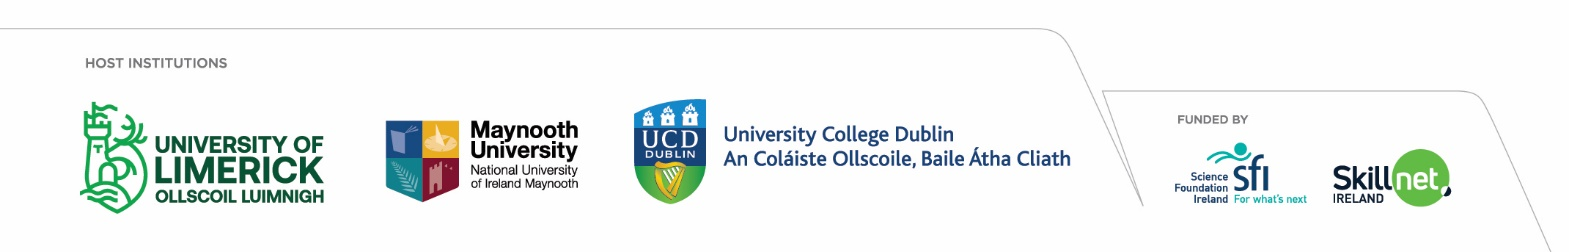 HOST INSTITUTIONS
UNIVERSITY OF
LIMERICK
OLLSCOIL LUIMNIGH
Maynooth
University
National University
of Ireland Maynooth
UCD
DUBLIN
University College Dublin
An Coláiste Ollscoile, Baile Átha Cliath
FUNDED BY
Science
Foundation
Ireland
sfi
For what's next
Skillnet
IRELAND